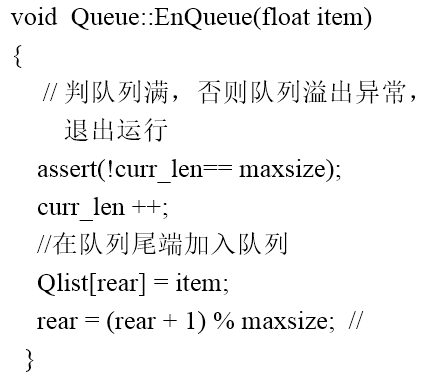 void Queue::EnQueue(float item)
{
// 判队列满，否则队列溢出异常，
退出运行
assert(!curr_len== maxsize);
curr_len ++;
//在队列尾端加入队列
Qlist[rear] = item;
rear = (rear + 1) % maxsize; //
}